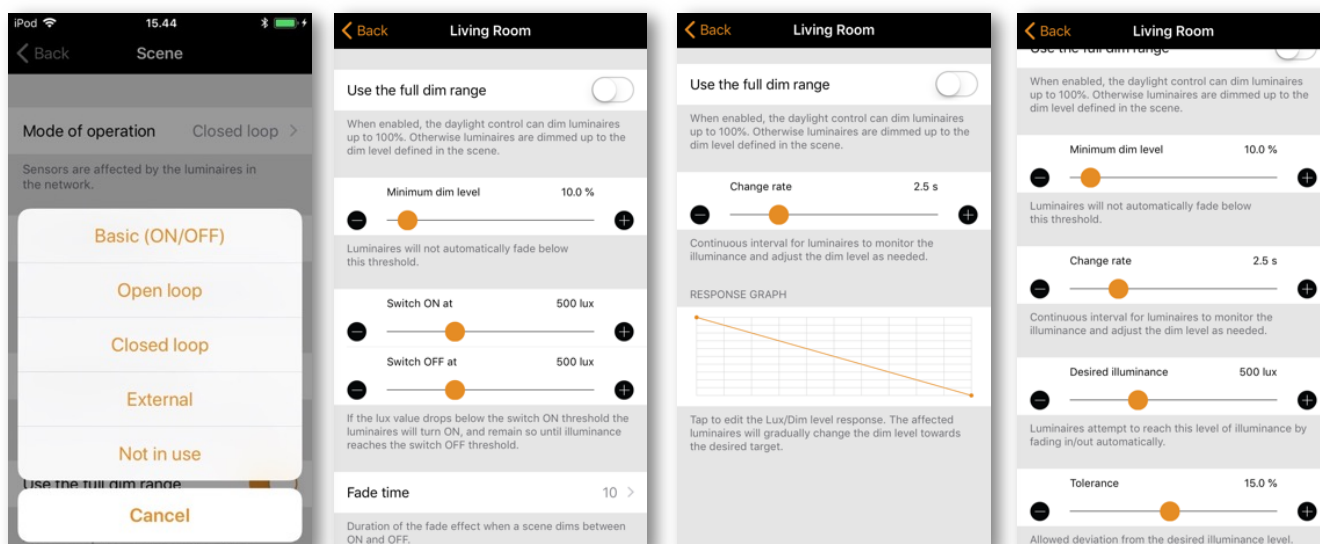 iPod
15.44
Back
Scene
Mode of operation
Closed loop
Sensors are affected by the luminaires in
the network.
Basic (ON/OFF)
Open loop
Closed loop
External
Not in use
Use the full dim range
Cancel
Back
Living Room
Use the full dim range
When enabled, the daylight control can dim luminaires
up to 100%. Otherwise luminaires are dimmed up to the
dim level defined in the scene.
Minimum dim level
10.0 %
Luminaires will not automatically fade below
this threshold.
Switch ON at
500 lux
Switch OFF at
500 lux
If the lux value drops below the switch ON threshold the
luminaires will turn ON, and remain so until illuminance
reaches the switch OFF threshold.
Fade time
10
Duration of the fade effect when a scene dims between
ON and OFF.
Back
Living Room
Use the full dim range
When enabled, the daylight control can dim luminaires
up to 100%. Otherwise luminaires are dimmed up to the
dim level defined in the scene.
Change rate
2.5 s
Continuous interval for luminaires to monitor the
illuminance and adjust the dim level as needed.
RESPONSE GRAPH
Tap to edit the Lux/Dim level response. The affected
luminaires will gradually change the dim level towards
the desired target.
Back
Living Room
Use the full dim range
When enabled, the daylight control can dim luminaires
up to 100%. Otherwise luminaires are dimmed up to the
dim level defined in the scene.
Minimum dim level
10.0 %
Luminaires will not automatically fade below
this threshold.
Change rate
2.5 s
Continuous interval for luminaires to monitor the
illuminance and adjust the dim level as needed.
Desired illuminance
500 lux
Luminaires attempt to reach this level of illuminance by
fading in/out automatically.
Tolerance
15.0 %
Allowed deviation from the desired illuminance level.